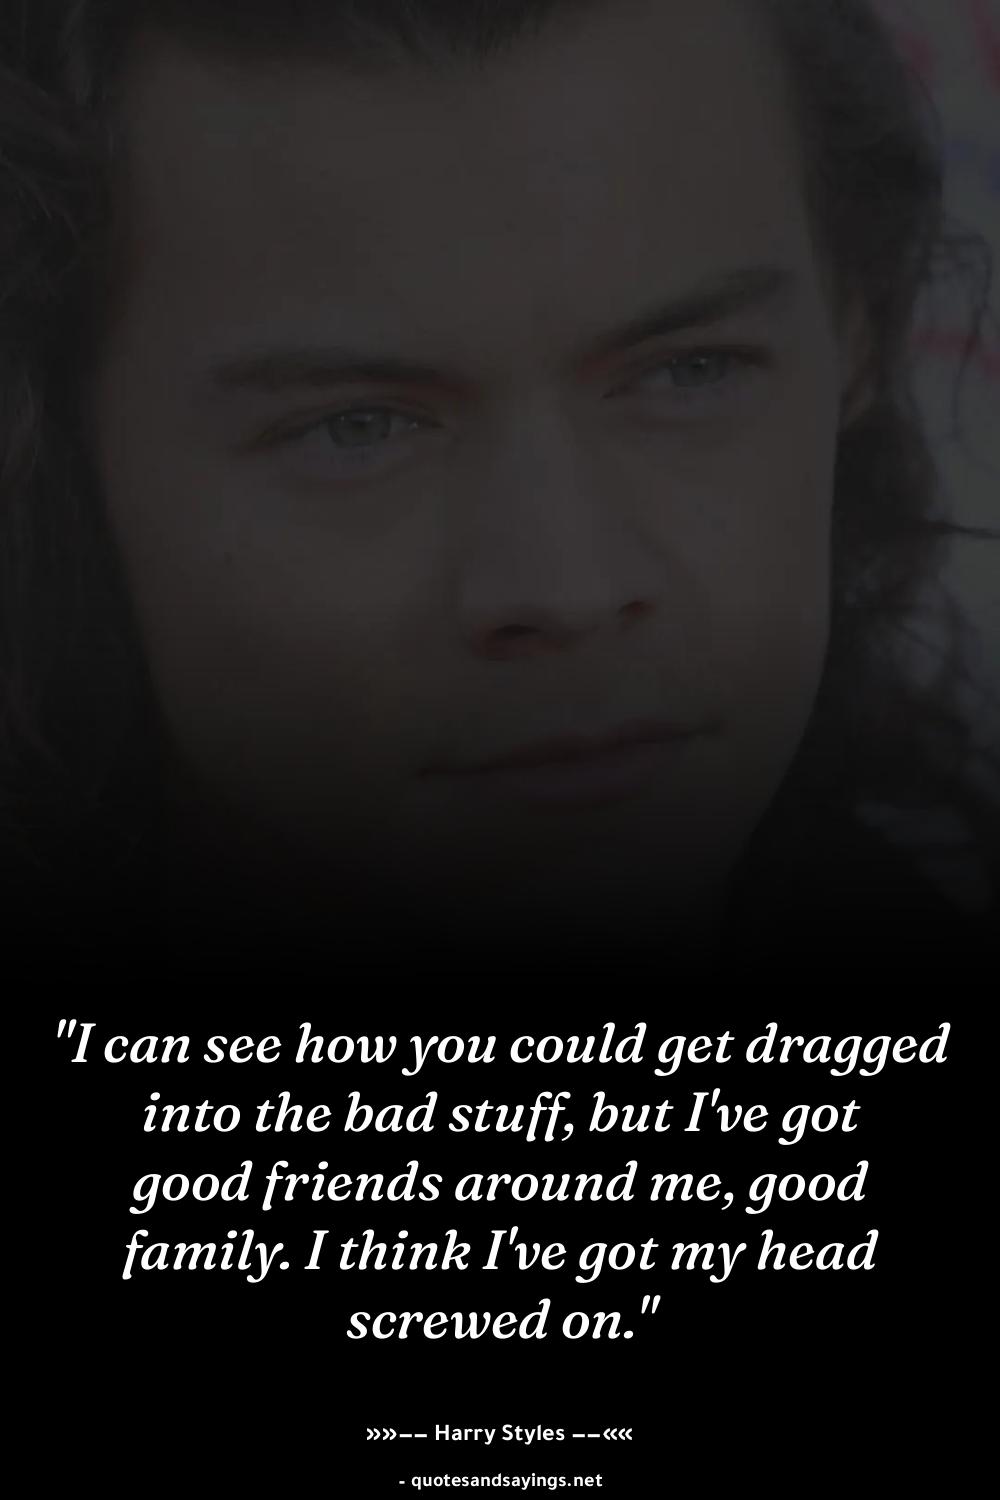 "I can see how you could get dragged
into the bad stuff, but I've got
good friends around me, good
family. I think I've got my head
screwed on."
»»–– Harry Styles ––««
- quotesandsayings.net